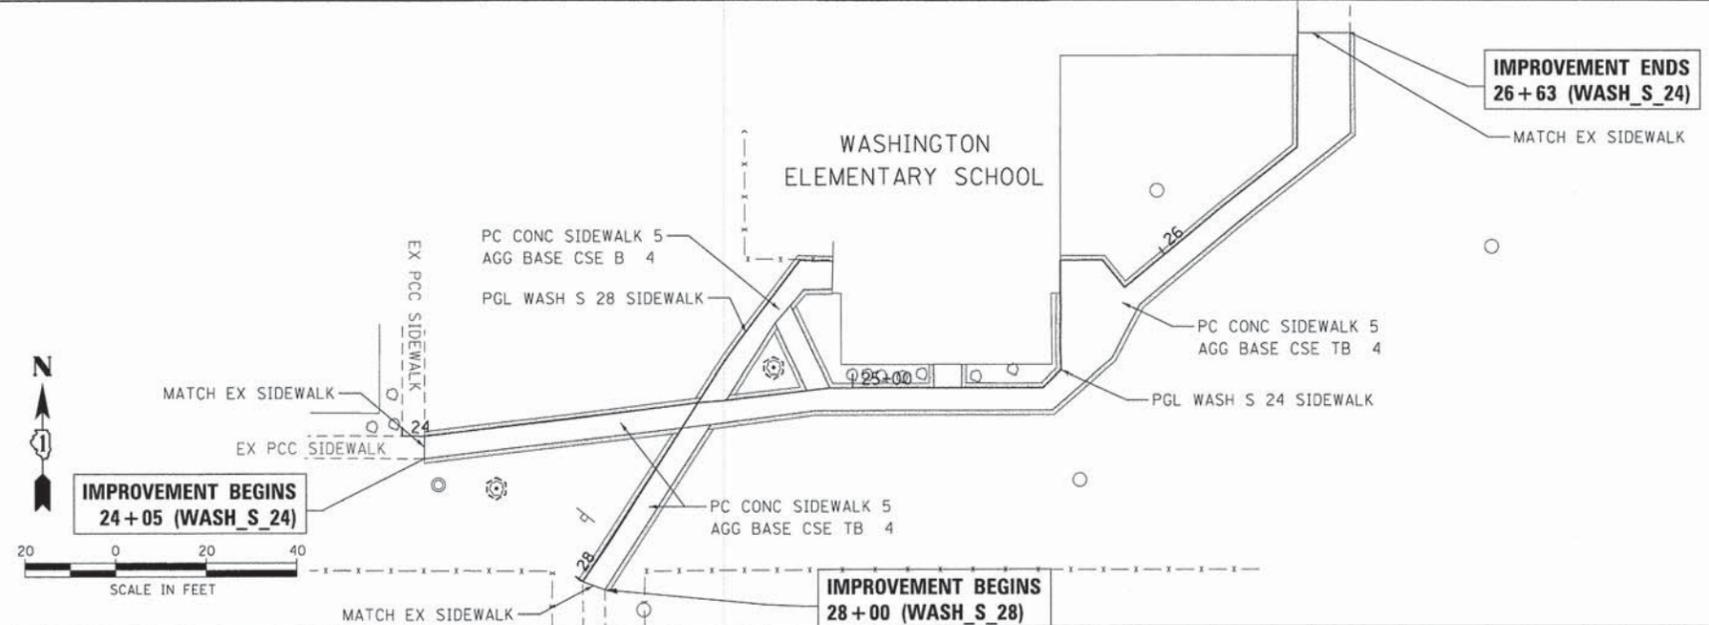 IMPROVEMENT ENDS
26+63 (WASH_S_24)
MATCH EX SIDEWALK
WASHINGTON
ELEMENTARY SCHOOL
PC CONC SIDEWALK 5
AGG BASE CSE B 4
PGL WASH S 28 SIDEWALK
26
EX PCC SIDEWALK
PC CONC SIDEWALK 5
AGG BASE CSE TB 4
N
1
MATCH EX SIDEWALK
25+00
PGL WASH S 24 SIDEWALK
24
EX PCC SIDEWALK
IMPROVEMENT BEGINS
24+05 (WASH_S_24)
PC CONC SIDEWALK 5
AGG BASE CSE TB 4
20 0 20 40
SCALE IN FEET
28
IMPROVEMENT BEGINS
28+00 (WASH_S_28)
MATCH EX SIDEWALK